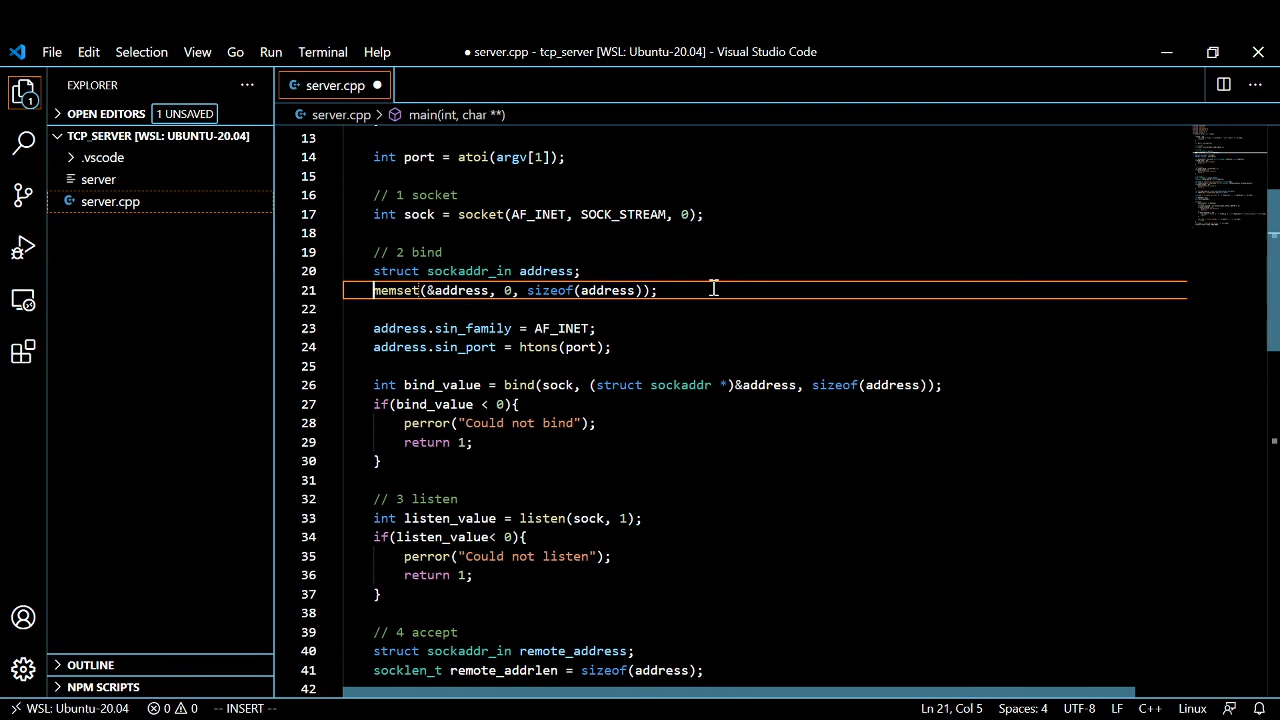 File Edit Selection View Go Run Terminal Help ● server.cpp - tcp_server [WSL: Ubuntu-20.04] - Visual Studio Code
EXPLORER
server.cpp
OPEN EDITORS 1 UNSAVED
server.cpp > main(int, char **)
TCP_SERVER [WSL: UBUNTU-20.04]
.vscode
server
server.cpp
1
13
14 int port = atoi(argv[1]);
15
16 // 1 socket
17 int sock = socket(AF_INET, SOCK_STREAM, 0);
18
19 // 2 bind
20 struct sockaddr_in address;
21 memset(&address, 0, sizeof(address));
22
23 address.sin_family = AF_INET;
24 address.sin_port = htons(port);
25
26 int bind_value = bind(sock, (struct sockaddr *)&address, sizeof(address));
27 if(bind_value < 0){
28 perror("Could not bind");
29 return 1;
30 }
31
32 // 3 listen
33 int listen_value = listen(sock, 1);
34 if(listen_value< 0){
35 perror("Could not listen");
36 return 1;
37 }
38
39 // 4 accept
40 struct sockaddr_in remote_address;
41 socklen_t remote_addrlen = sizeof(address);
42
OUTLINE
NPM SCRIPTS
WSL: Ubuntu-20.04 0 0 -- INSERT -- Ln 21, Col 5 Spaces: 4 UTF-8 LF C++ Linux